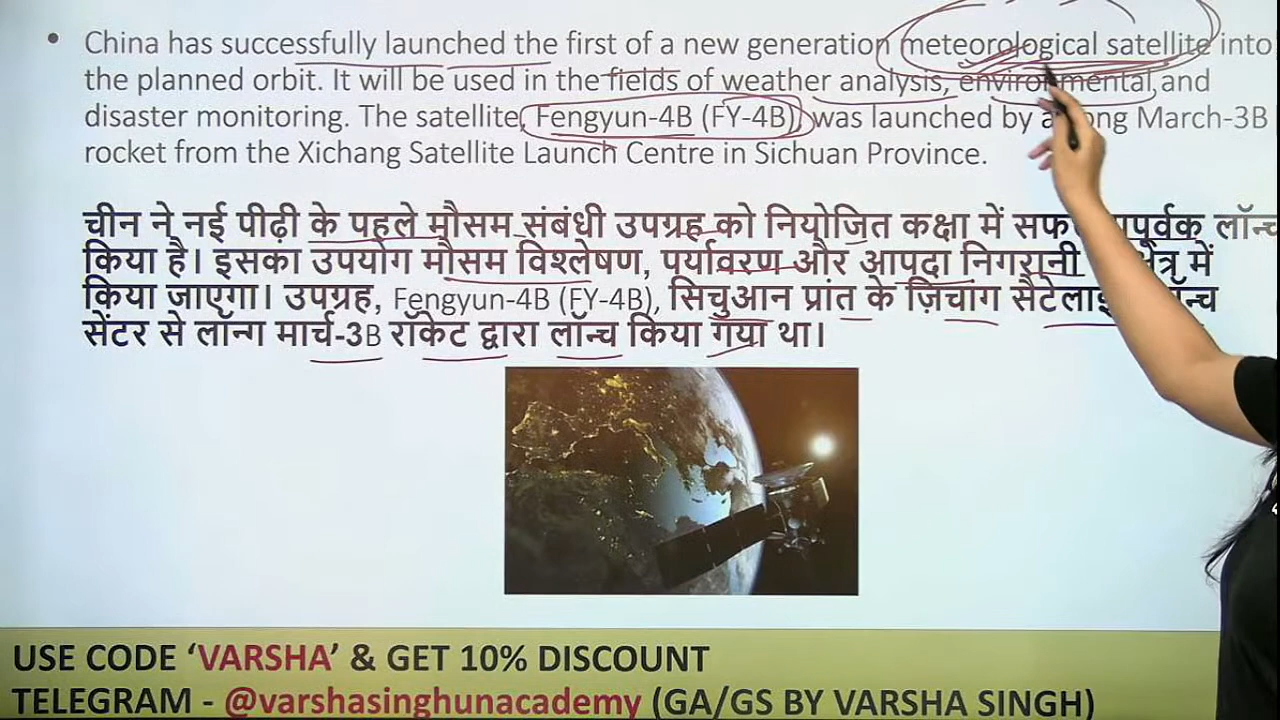 China has successfully launched the first of a new generation meteorological satellite into
the planned orbit. It will be used in the fields of weather analysis, environmental, and
disaster monitoring. The satellite, Fengyun-4B (FY-4B), was launched by a March-3B
rocket from the Xichang Satellite Launch Centre in Sichuan Province.
चीन ने नई पीढ़ी के पहले मौसम संबंधी उपग्रह को नियोजित कक्षा में
किया है। इसका उपयोग मौसम विश्लेषण, पर्यावरण और आपदा निगरानी में
किया जाएगा। उपग्रह, Fengyun-4B (FY-4B), सिचुआन प्रांत के ज़िचांग
सेंटर से लॉन्ग मार्च-3B रॉकेट द्वारा लॉन्च किया गया था।
USE CODE ‘VARSHA’ & GET 10% DISCOUNT
TELEGRAM - @varshasinghunacademy (GA/GS BY VARSHA SINGH)